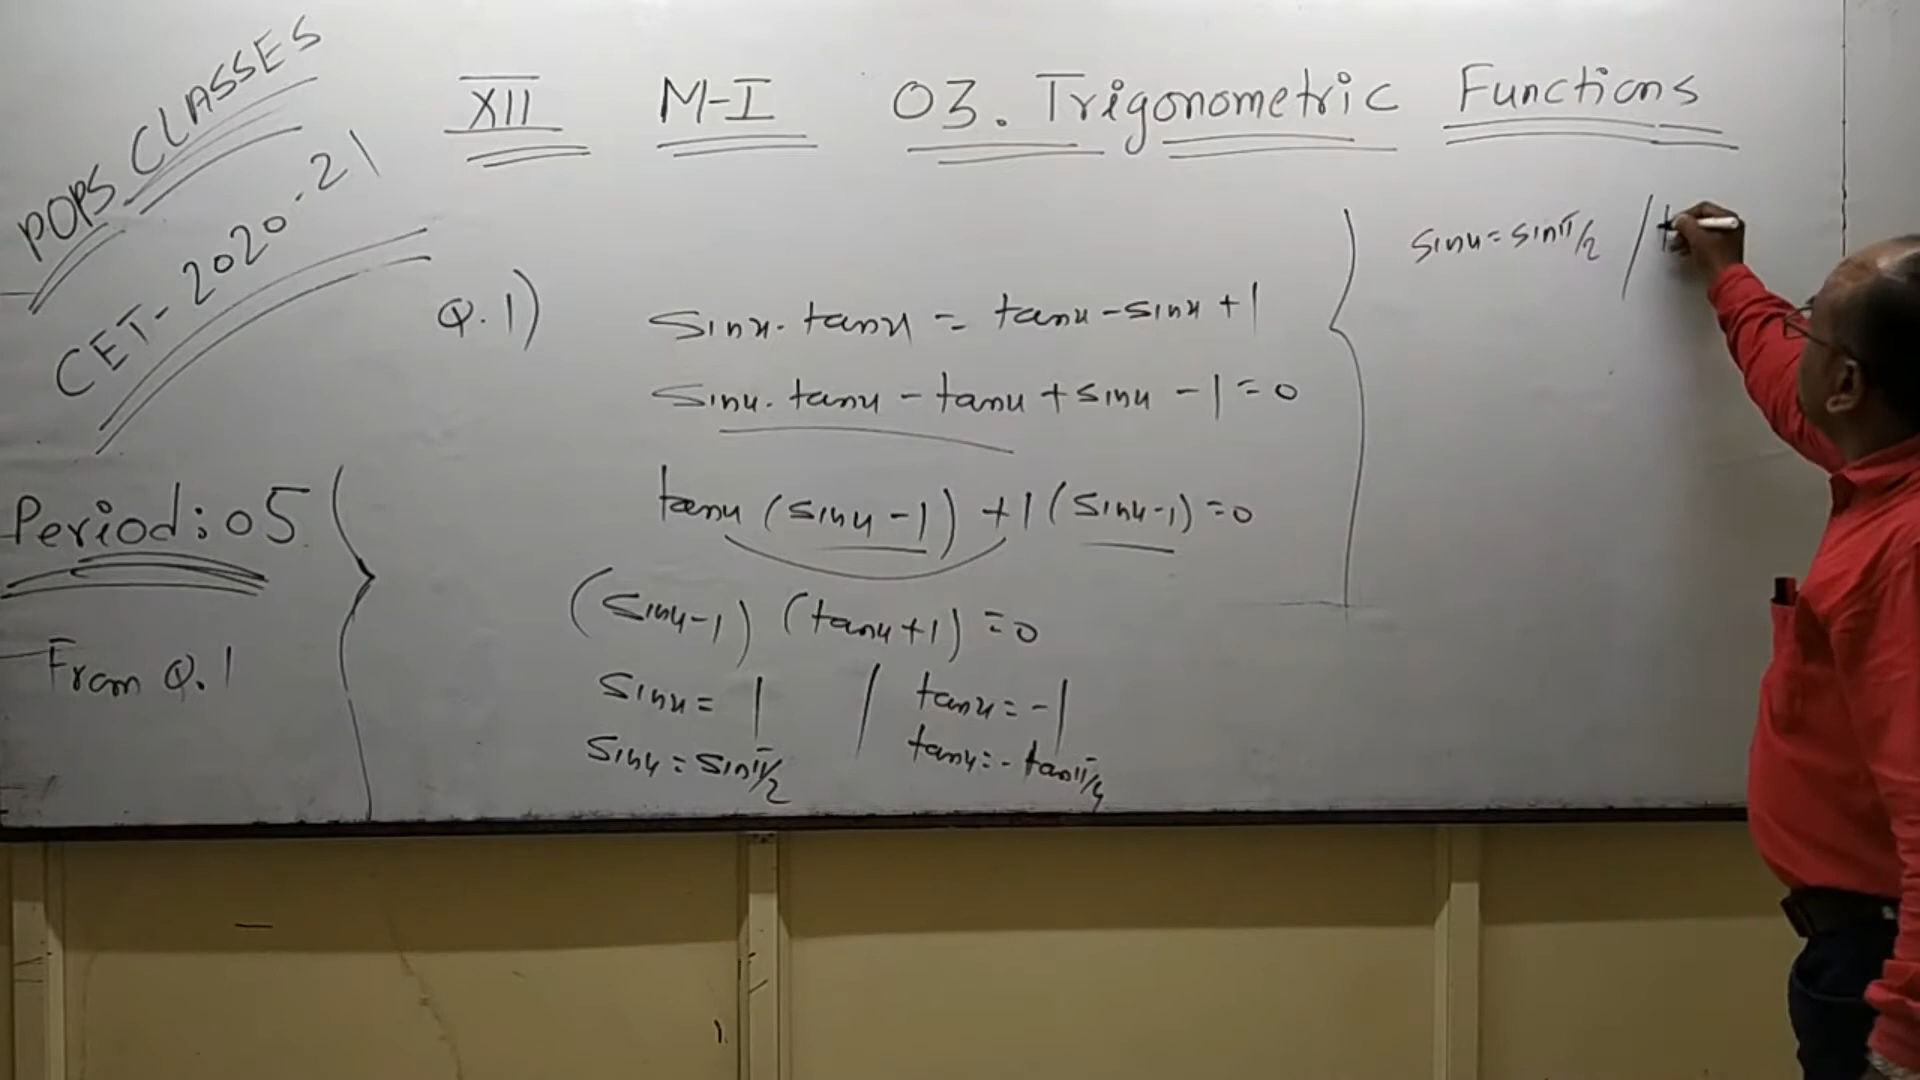 POPS CLASSES
CET-2020-21
XII M-I 03. Trigonometric Functions
Period: 05
From Q.1
Q.1) sinx. tanx = tanx - sinx + 1
sinx. tanx - tanx + sinx - 1 = 0
tanx (sinx - 1) + 1 (sinx - 1) = 0
(sinx-1) (tanx+1) = 0
sinx = 1 / tanx = -1
sinx = sinπ/2 / tanx = - tanπ/4
sinx = sinπ/2 / t